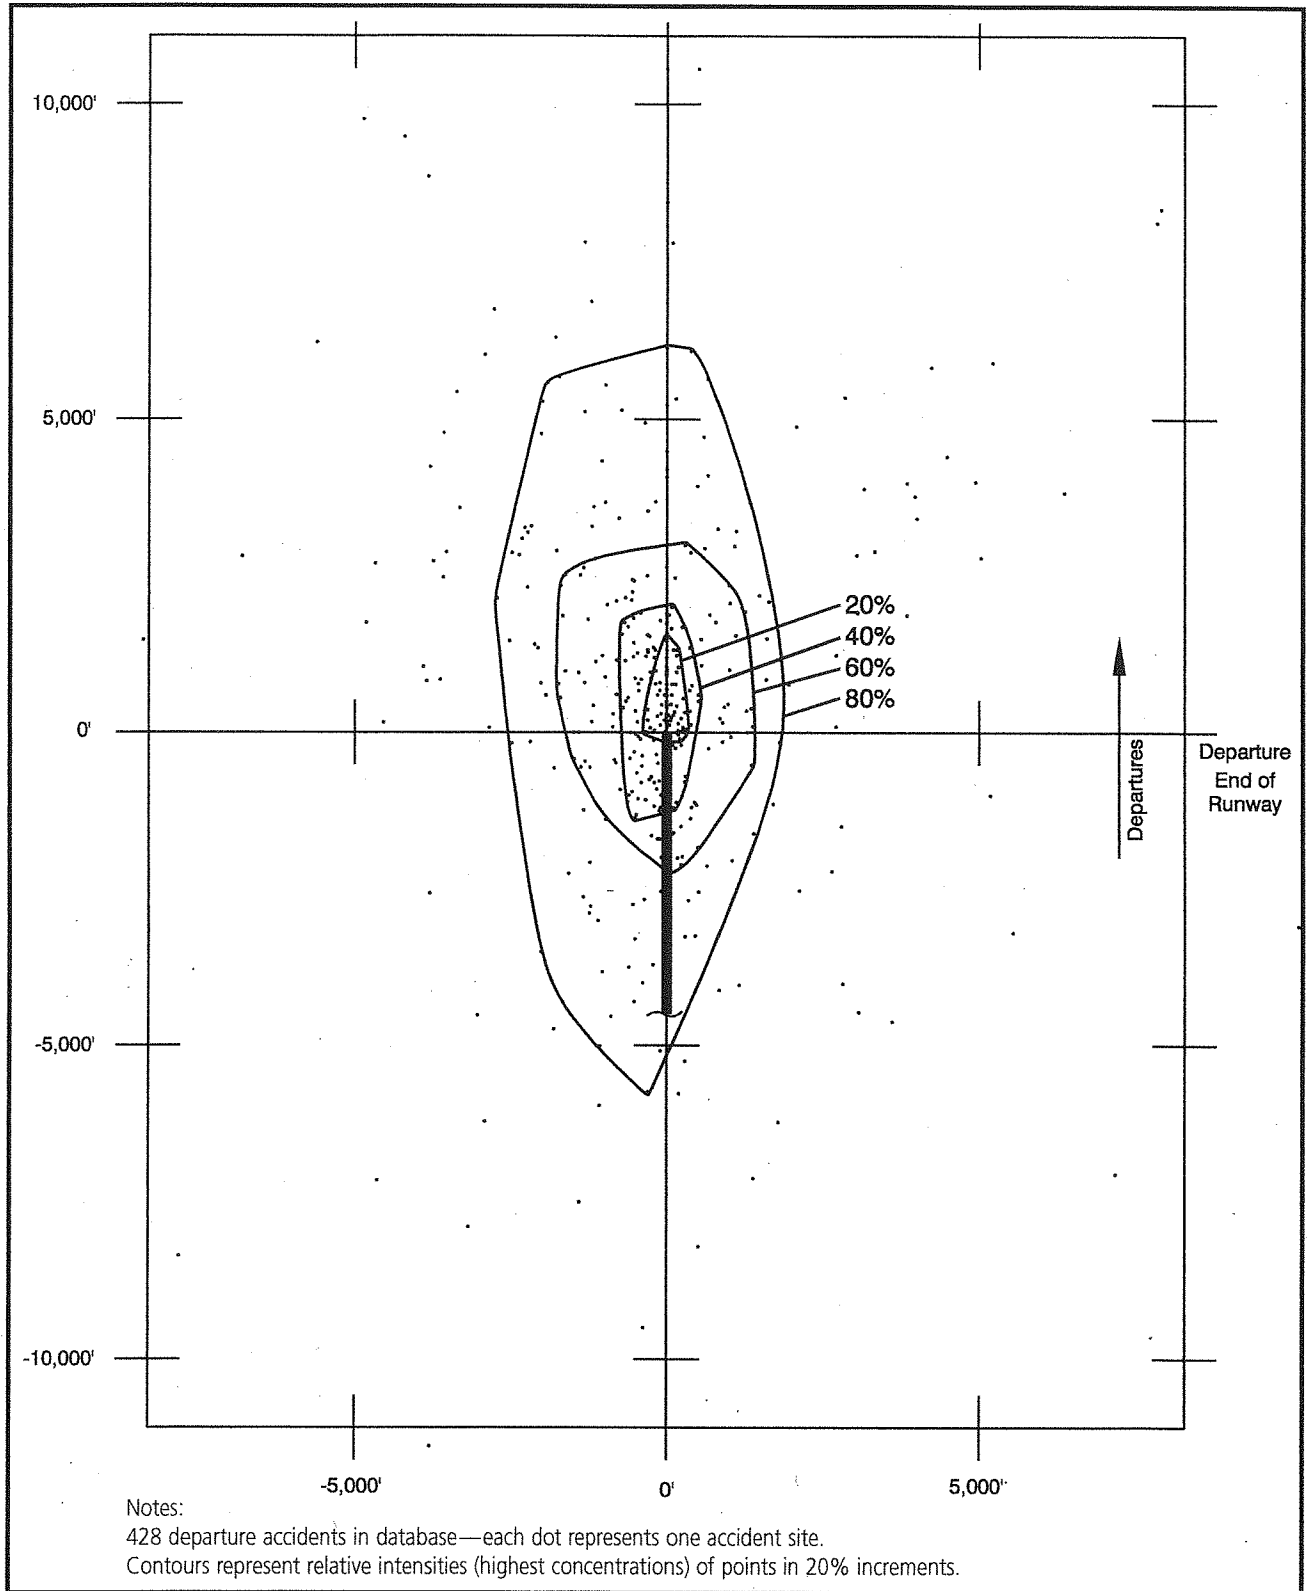 10,000'
5,000'
20%
40%
60%
80%
0'
Departures
Departure
End of
Runway
-5,000'
-10,000'
-5,000'
0'
5,000''
Notes:
428 departure accidents in database—each dot represents one accident site.
Contours represent relative intensities (highest concentrations) of points in 20% increments.